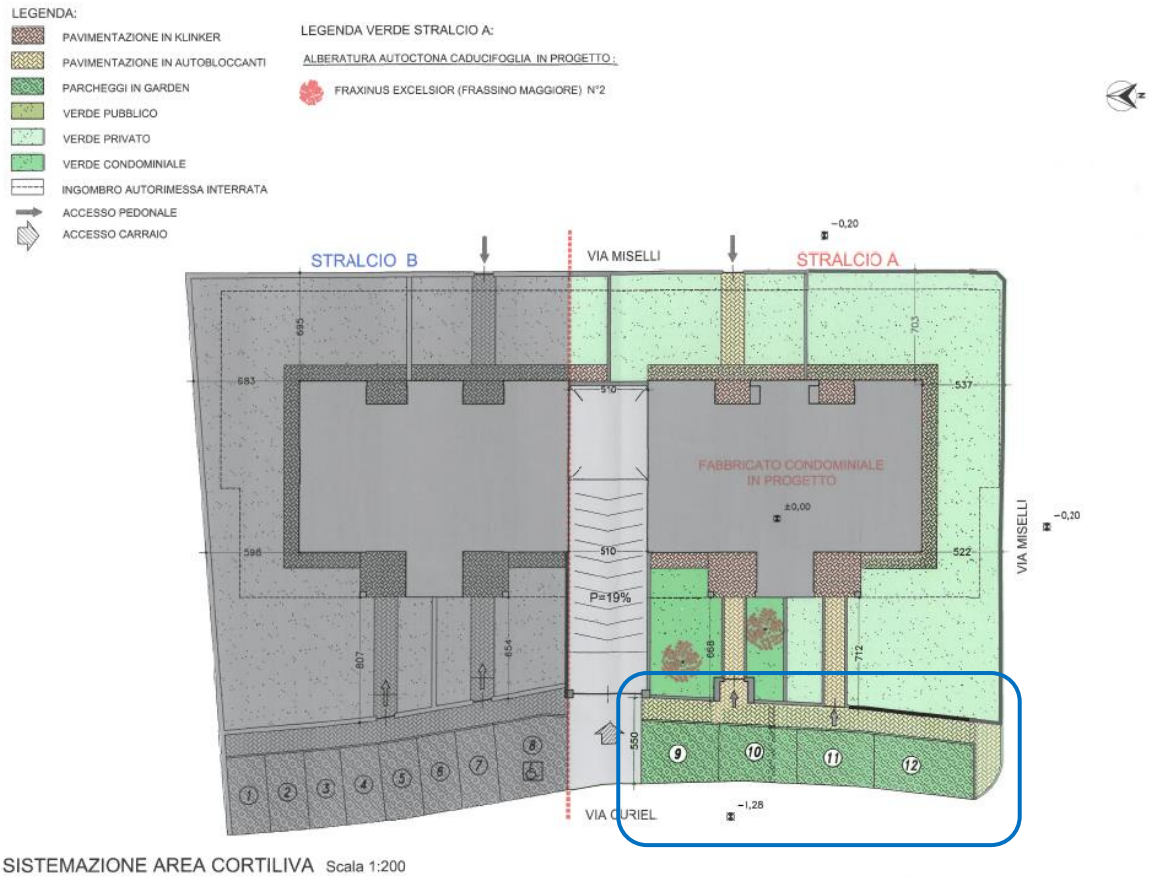 LEGENDA:
PAVIMENTAZIONE IN KLINKER
PAVIMENTAZIONE IN AUTOBLOCCANTI
PARCHEGGI IN GARDEN
VERDE PUBBLICO
VERDE PRIVATO
VERDE CONDOMINIALE
INGOMBRO AUTORIMESSA INTERRATA
ACCESSO PEDONALE
ACCESSO CARRAIO
LEGENDA VERDE STRALCIO A:
ALBERATURA AUTOCTONA CADUCIFOGLIA IN PROGETTO :
FRAXINUS EXCELSIOR (FRASSINO MAGGIORE) N°2
N
-0,20
STRALCIO B
VIA MISELLI
STRALCIO A
695
703
683
510
537
FABBRICATO CONDOMINIALE
IN PROGETTO
±0,00
-0,20
VIA MISELLI
598
510
522
P=19%
807
654
668
712
550
1
2
3
4
5
6
7
8
9
10
11
12
VIA CURIEL
-1,28
SISTEMAZIONE AREA CORTILIVA Scala 1:200